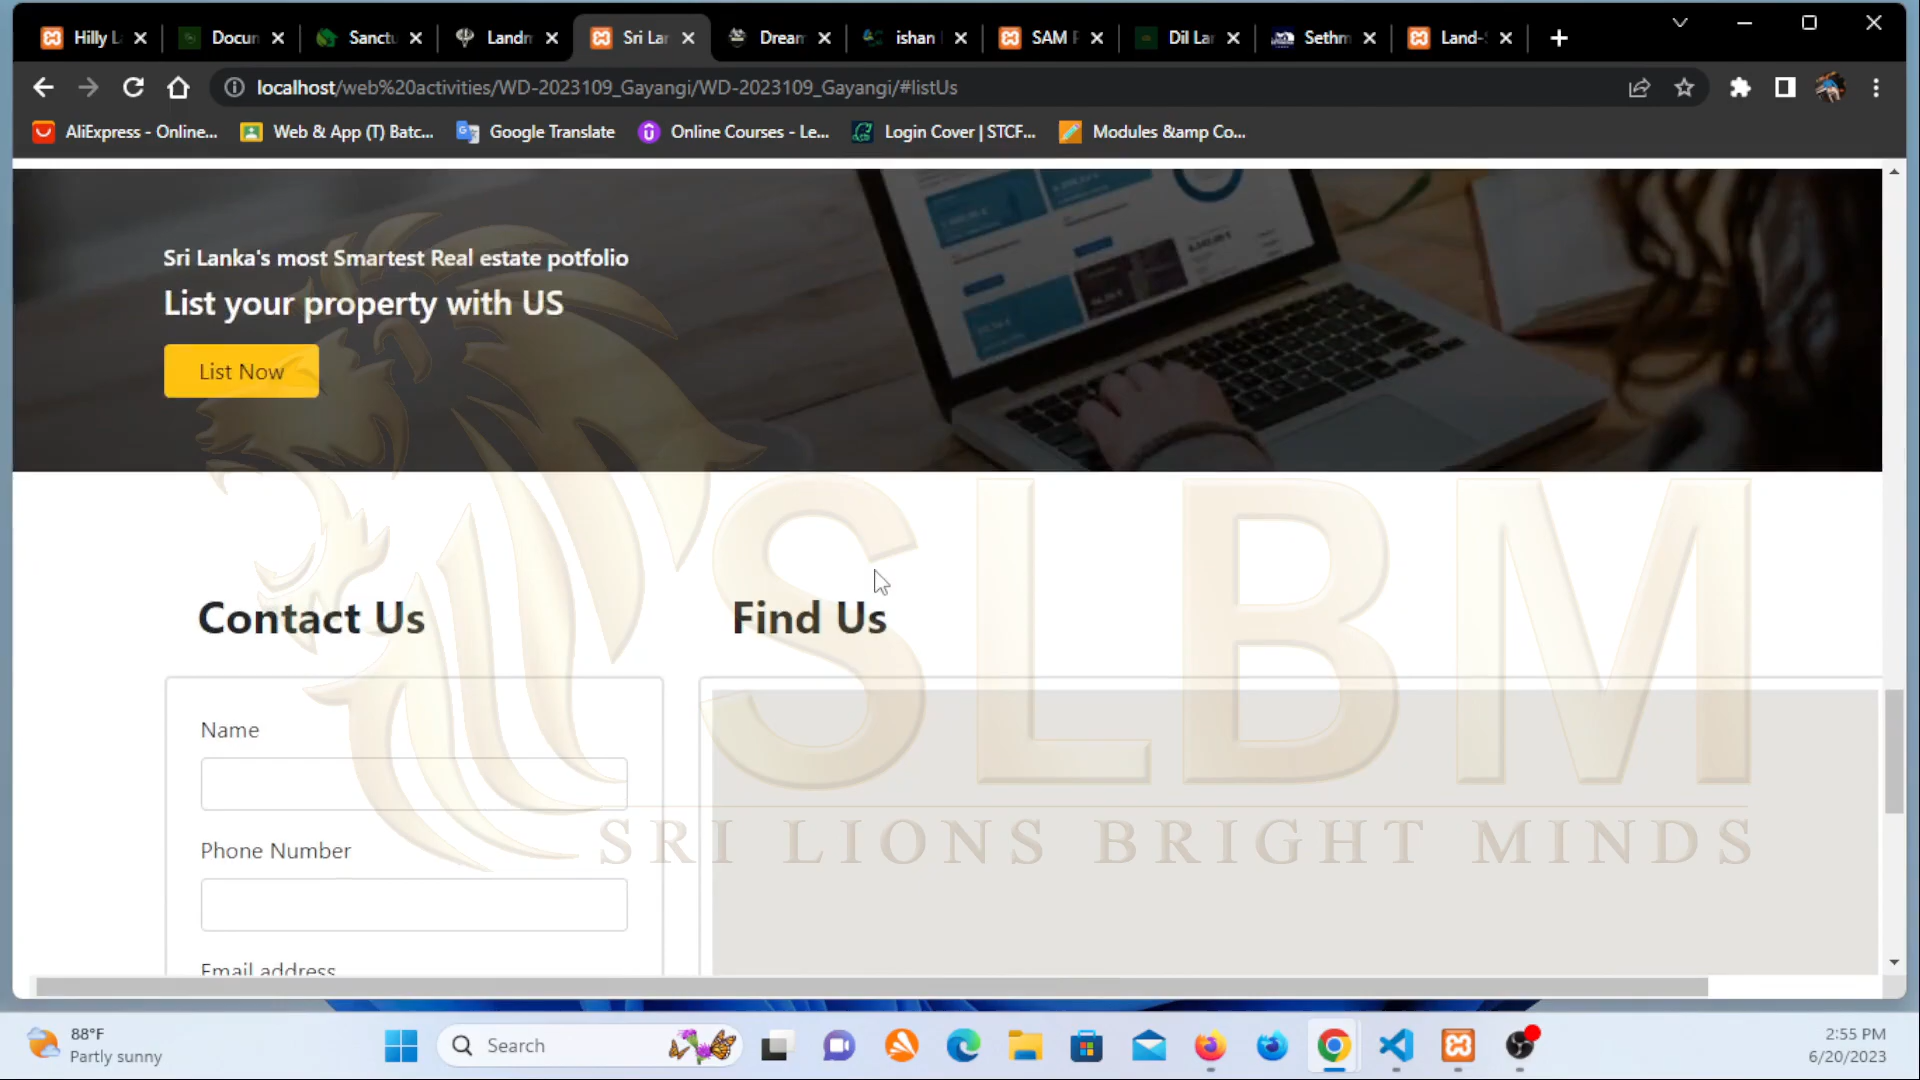 Hilly L
Docun
Sanctu
Landn
Sri Lar
Dream
ishan
SAM F
Dil Lar
Sethm
Land-
localhost/web%20activities/WD-2023109_Gayangi/WD-2023109_Gayangi/#listUs
AliExpress - Online...
Web & App (T) Batc...
Google Translate
Online Courses - Le...
Login Cover | STCF...
Modules &amp Co...
Sri Lanka's most Smartest Real estate potfolio
List your property with US
List Now
SLBM
SRI LIONS BRIGHT MINDS
Contact Us
Find Us
Name
Phone Number
Email address
88°F
Partly sunny
Search
2:55 PM
6/20/2023